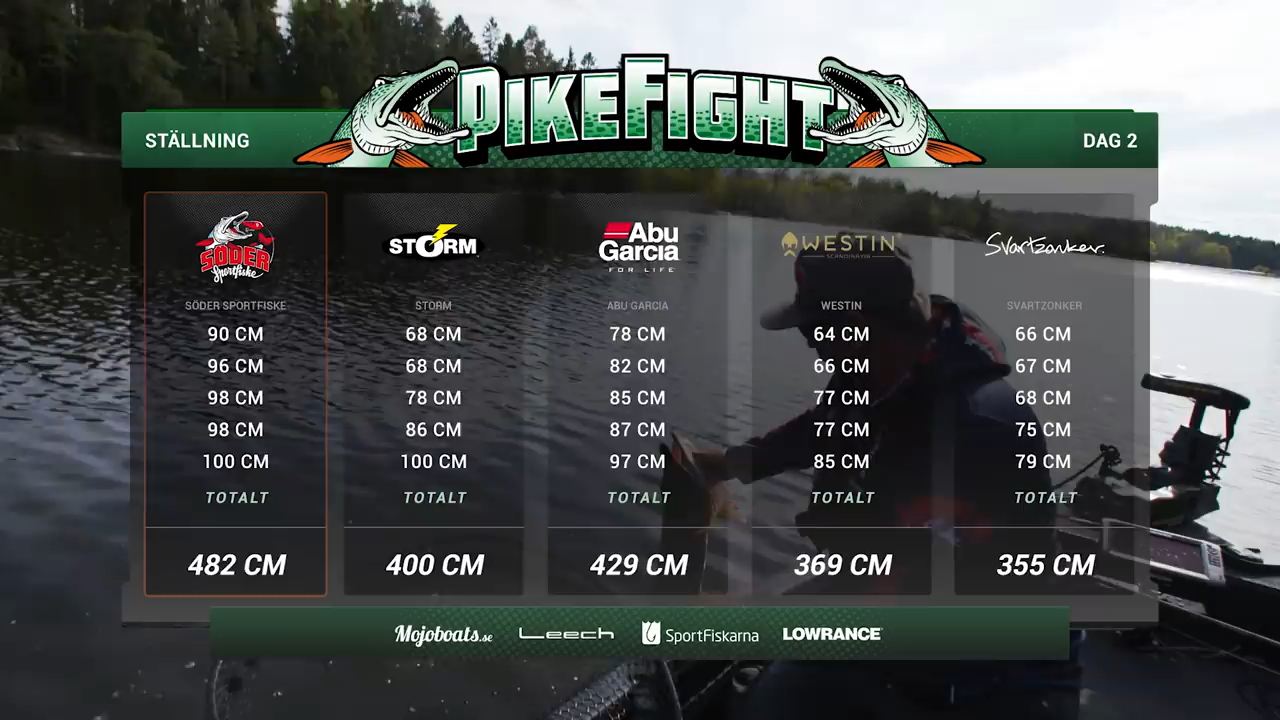 PIKEFIGHT
STÄLLNING
DAG 2
SÖDER
Sportfiske
SÖDER SPORTFISKE
90 CM
96 CM
98 CM
98 CM
100 CM
TOTALT
482 CM
STORM
STORM
68 CM
68 CM
78 CM
86 CM
100 CM
TOTALT
400 CM
Abu
Garcia
FOR LIFE
ABU GARCIA
78 CM
82 CM
85 CM
87 CM
97 CM
TOTALT
429 CM
WESTIN
SCANDINAVIA
WESTIN
64 CM
66 CM
77 CM
77 CM
85 CM
TOTALT
369 CM
Svartzonker.
SVARTZONKER
66 CM
67 CM
68 CM
75 CM
79 CM
TOTALT
355 CM
Mojoboats.se Leech SportFiskarna LOWRANCE